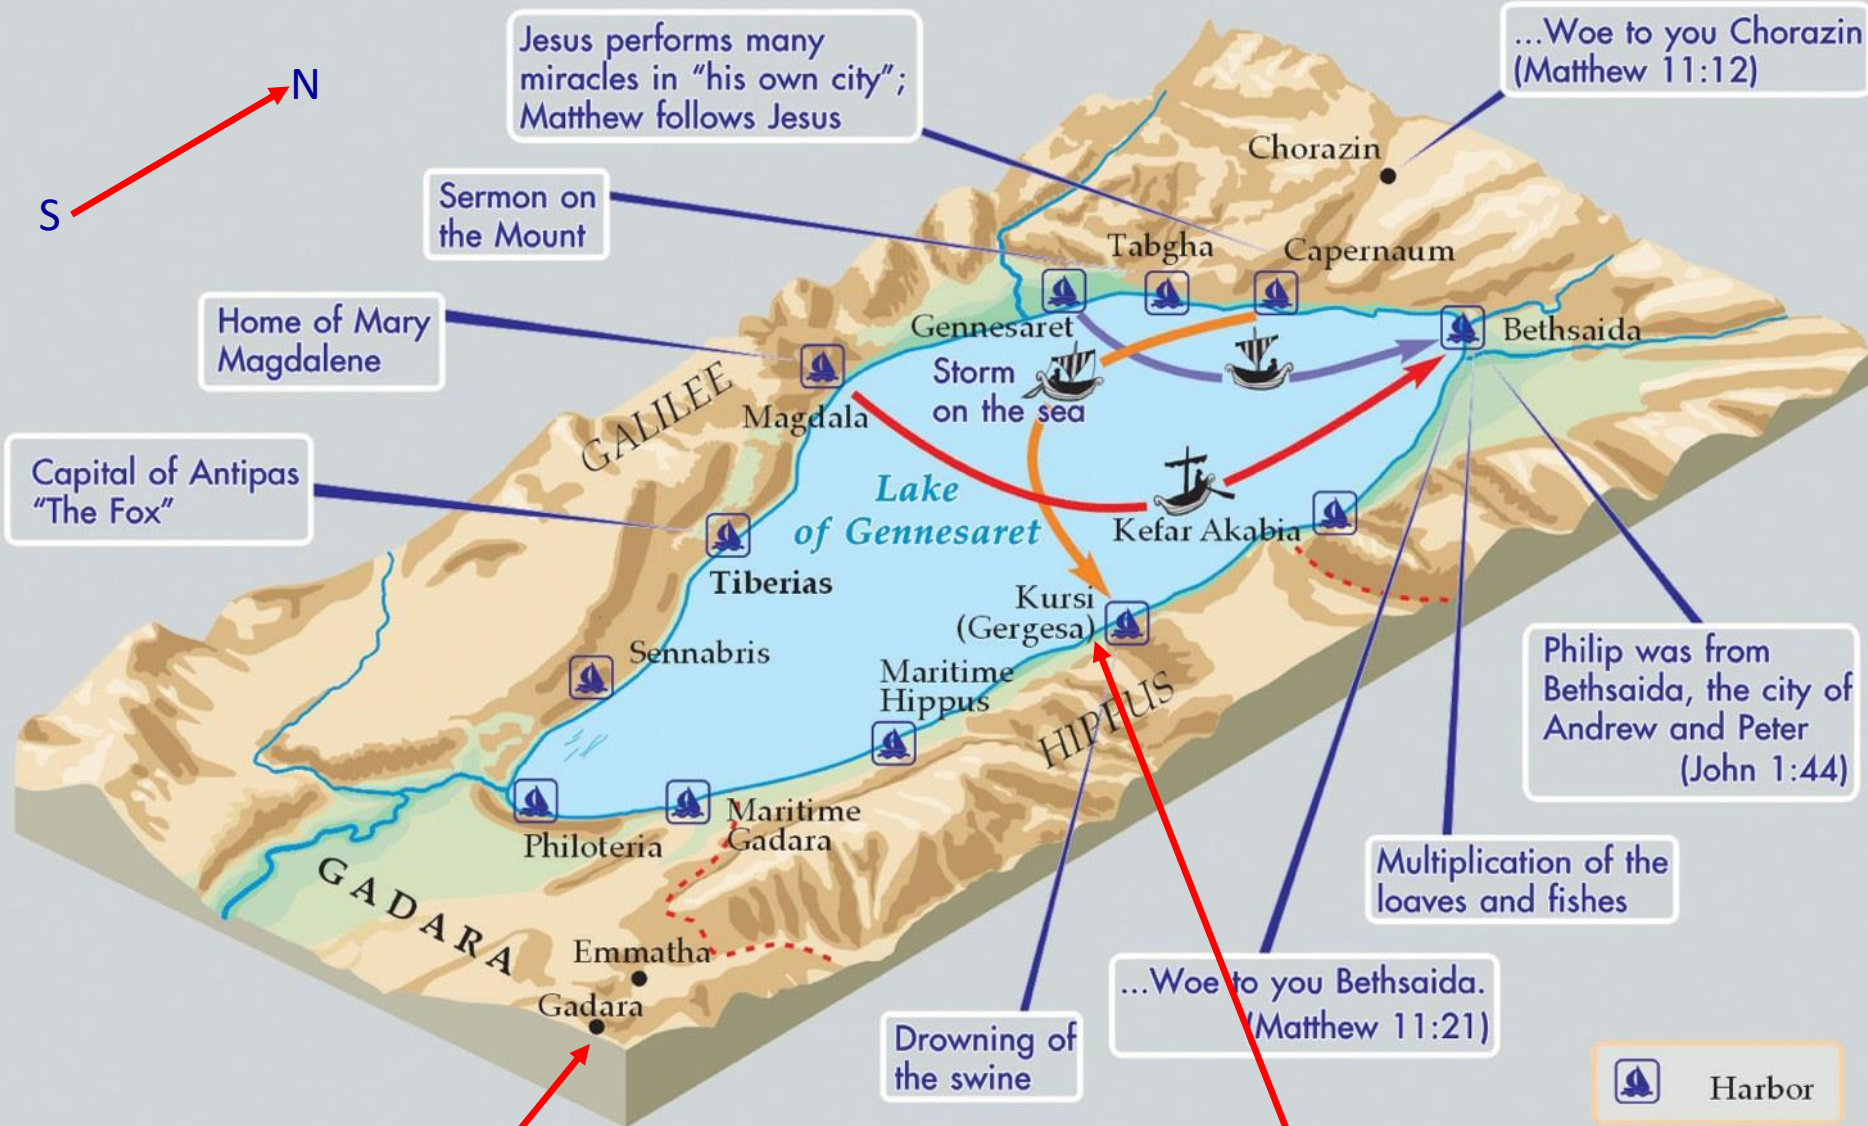 N
S
Jesus performs many
miracles in “his own city”;
Matthew follows Jesus
...Woe to you Chorazin
(Matthew 11:12)
Chorazin
Sermon on
the Mount
Tabgha
Capernaum
Home of Mary
Magdalene
Gennesaret
Bethsaida
Storm
on the sea
GALILEE
Magdala
Capital of Antipas
“The Fox”
Lake
of Gennesaret
Kefar Akabia
Tiberias
Kursi
(Gergesa)
Sennabris
Maritime
Hippus
HIPPUS
Philip was from
Bethsaida, the city of
Andrew and Peter
(John 1:44)
Maritime
Gadara
Philoteria
Multiplication of the
loaves and fishes
GADARA
Emmatha
Gadara
...Woe to you Bethsaida.
(Matthew 11:21)
Drowning of
the swine
Harbor